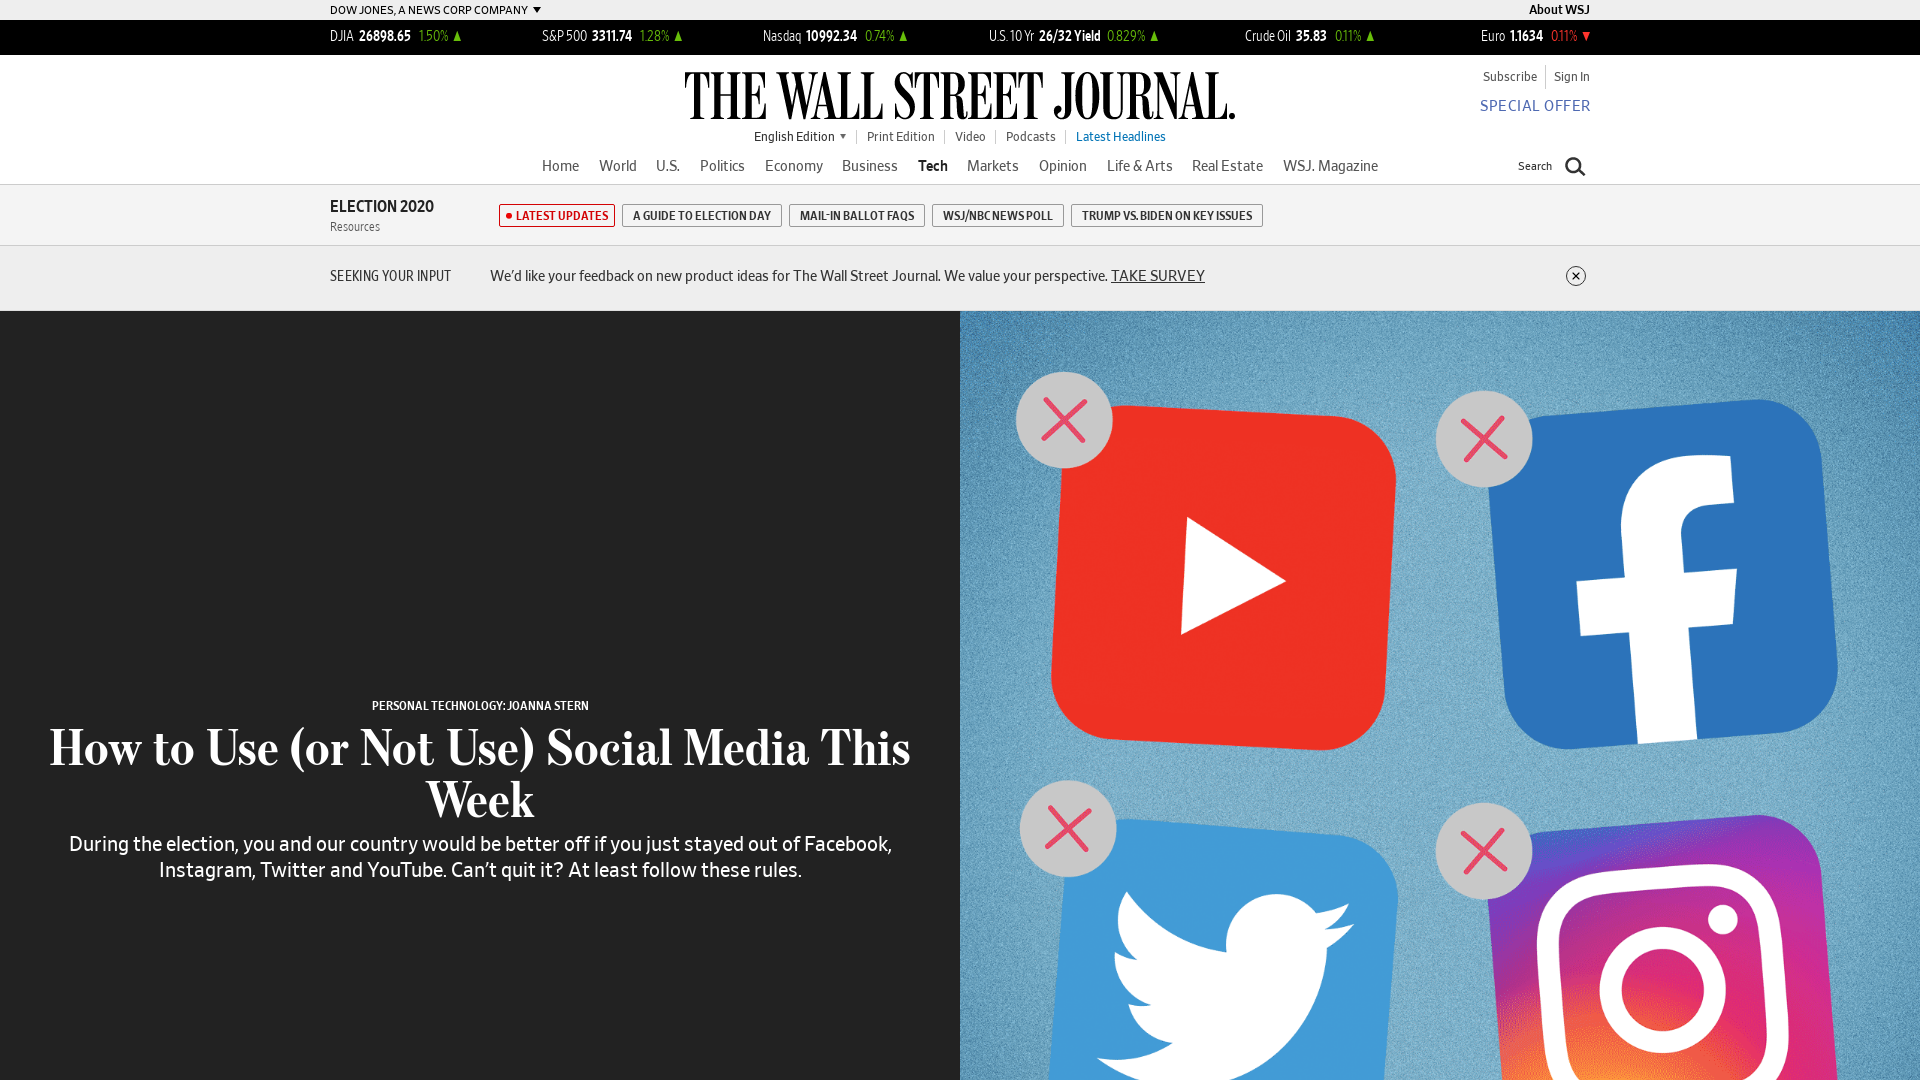 DOW JONES, A NEWS CORP COMPANY
About WSJ
DJIA 26898.65 1.50%
S&P 500 3311.74 1.28%
Nasdaq 10992.34 0.74%
U.S. 10 Yr 26/32 Yield 0.829%
Crude Oil 35.83 0.11%
Euro 1.1634 0.11%
Subscribe
Sign In
THE WALL STREET JOURNAL.
SPECIAL OFFER
English Edition
Print Edition
Video
Podcasts
Latest Headlines
Home World U.S. Politics Economy Business Tech Markets Opinion Life & Arts Real Estate WSJ. Magazine
Search
ELECTION 2020
Resources
LATEST UPDATES
A GUIDE TO ELECTION DAY
MAIL-IN BALLOT FAQS
WSJ/NBC NEWS POLL
TRUMP VS. BIDEN ON KEY ISSUES
SEEKING YOUR INPUT
We’d like your feedback on new product ideas for The Wall Street Journal. We value your perspective. TAKE SURVEY
PERSONAL TECHNOLOGY: JOANNA STERN
How to Use (or Not Use) Social Media This
Week
During the election, you and our country would be better off if you just stayed out of Facebook,
Instagram, Twitter and YouTube. Can’t quit it? At least follow these rules.